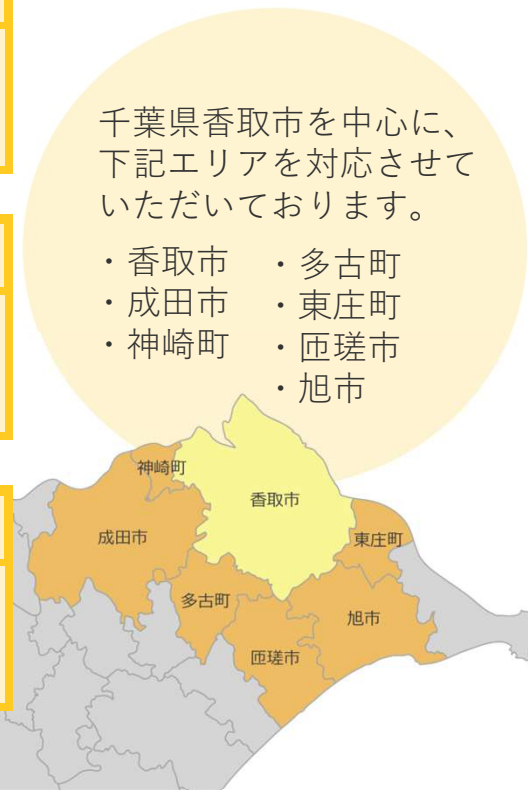 千葉県香取市を中心に、
下記エリアを対応させて
いただいております。
・香取市 ・多古町
・成田市 ・東庄町
・神崎町 ・匝瑳市
・旭市
神崎町
香取市
成田市
東庄町
多古町
旭市
匝瑳市